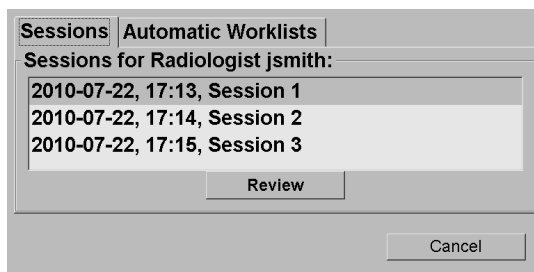 Sessions Automatic Worklists
Sessions for Radiologist jsmith:
2010-07-22, 17:13, Session 1
2010-07-22, 17:14, Session 2
2010-07-22, 17:15, Session 3
Review
Cancel